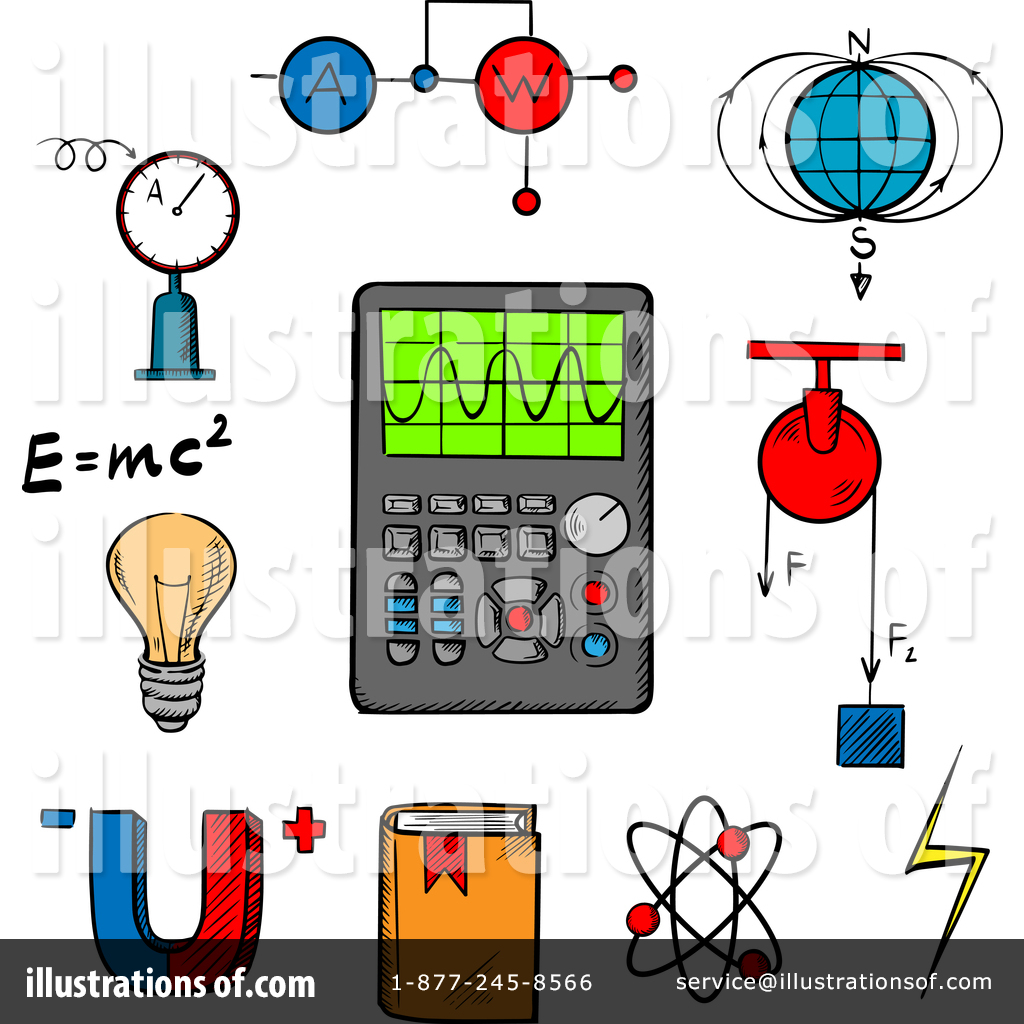 A W
N
A
S
E=mc²
F
F₂
- +
illustrations of
illustrations of
illustrations of
illustrations of
illustrations of.com
1-877-245-8566
service@illustrationsof.com